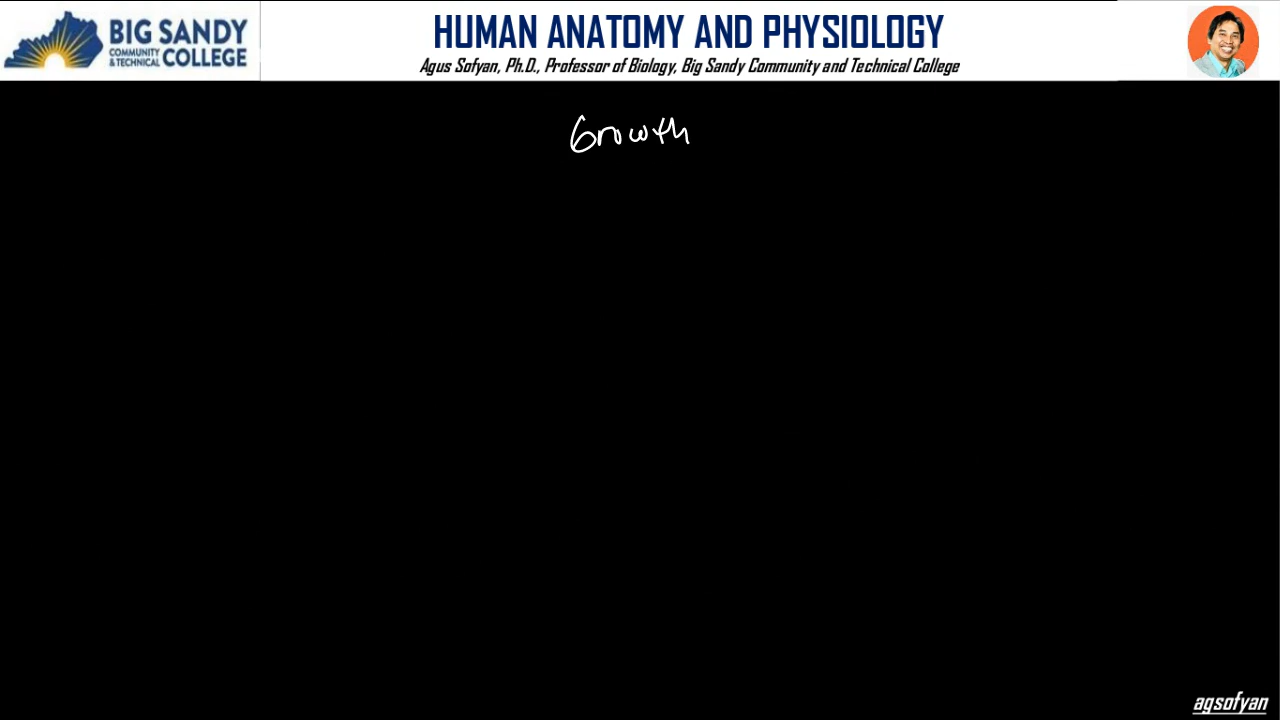 BIG SANDY
COMMUNITY & TECHNICAL COLLEGE
HUMAN ANATOMY AND PHYSIOLOGY
Agus Sofyan, Ph.D., Professor of Biology, Big Sandy Community and Technical College
Growth
agsofyan